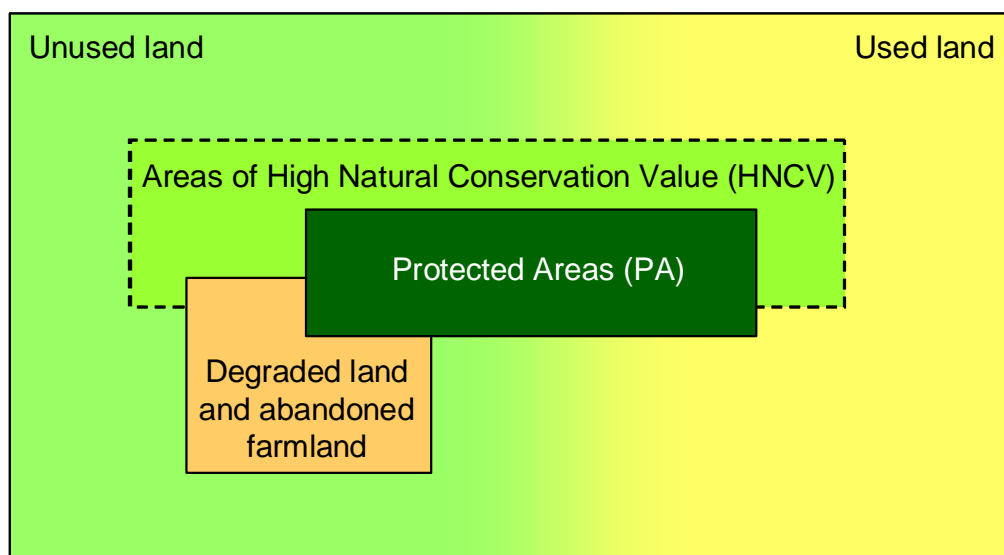 Unused land
Used land
Areas of High Natural Conservation Value (HNCV)
Protected Areas (PA)
Degraded land
and abandoned
farmland